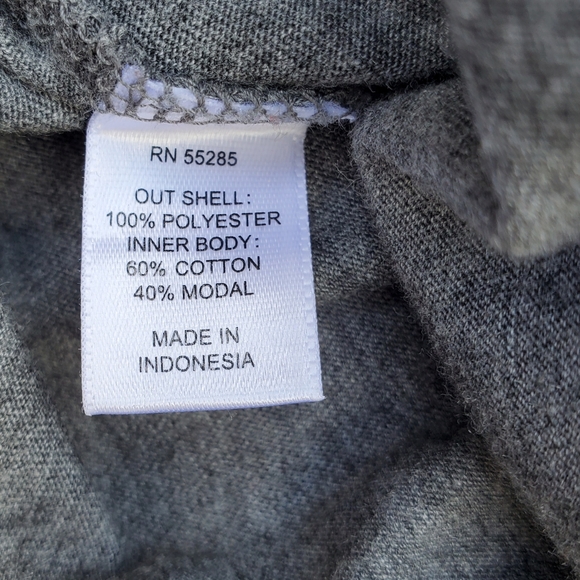 RN 55285
OUT SHELL:
100% POLYESTER
INNER BODY:
60% COTTON
40% MODAL
MADE IN
INDONESIA